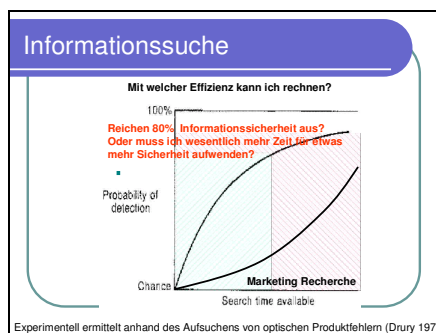 Informationssuche
Mit welcher Effizienz kann ich rechnen?
100%
Reichen 80% Informationssicherheit aus?
Oder muss ich wesentlich mehr Zeit für etwas
mehr Sicherheit aufwenden?
Probability of
detection
Chance
Marketing Recherche
Search time available
Experimentell ermittelt anhand des Aufsuchens von optischen Produktfehlern (Drury 197